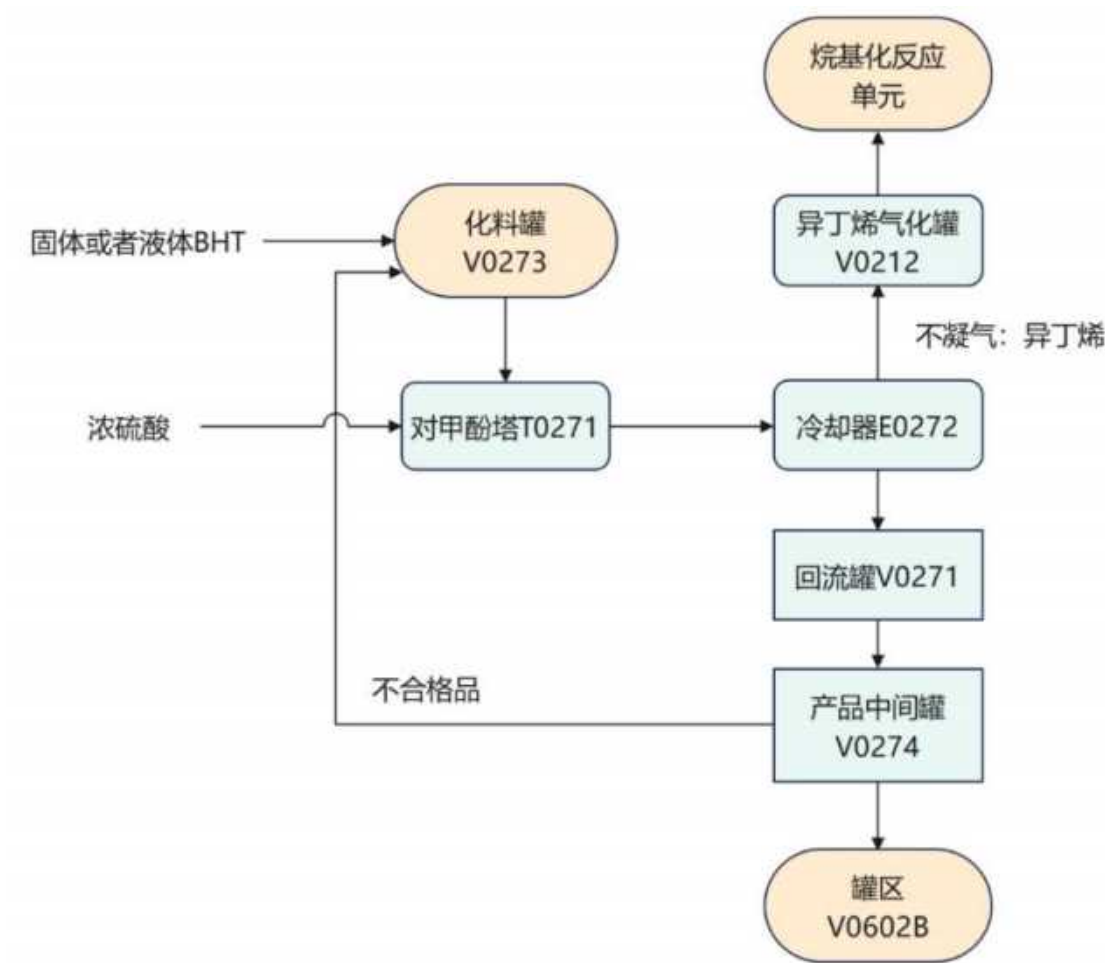 烷基化反应
单元
固体或者液体BHT
化料罐
V0273
异丁烯气化罐
V0212
不凝气：异丁烯
浓硫酸
对甲酚塔T0271
冷却器E0272
回流罐V0271
不合格品
产品中间罐
V0274
罐区
V0602B